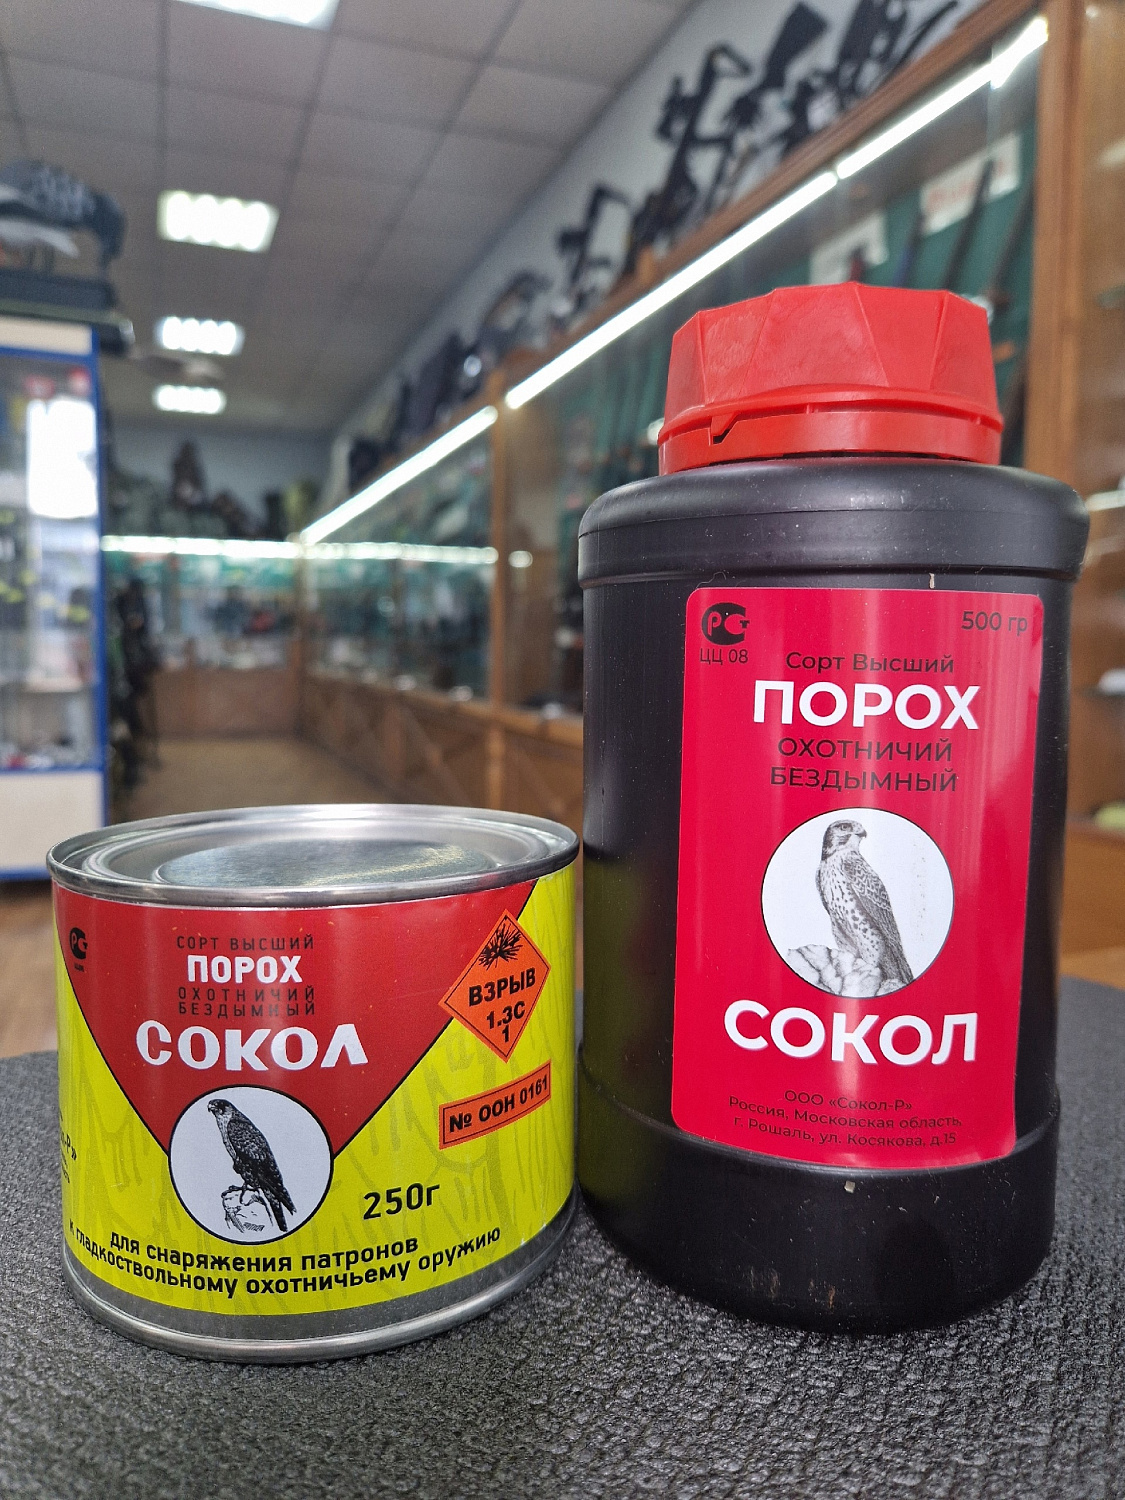 СОРТ ВЫСШИЙ
ПОРОХ
ОХОТНИЧИЙ
БЕЗДЫМНЫЙ
СОКОЛ
ВЗРЫВ
1.3С
1
№ ООН 0161
250г
для снаряжения патронов
к гладкоствольному охотничьему оружию
РСТ
ЦЦ 08
500 гр
Сорт Высший
ПОРОХ
ОХОТНИЧИЙ
БЕЗДЫМНЫЙ
СОКОЛ
ООО «Сокол-Р»
Россия, Московская область,
г. Рошаль, ул. Косякова, д.15